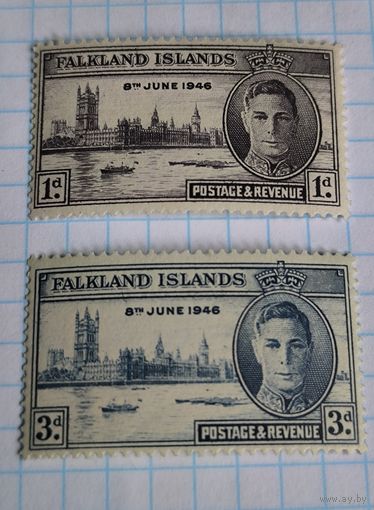 FALKLAND ISLANDS
8TH JUNE 1946
1d POSTAGE & REVENUE 1d
FALKLAND ISLANDS
8TH JUNE 1946
3d POSTAGE & REVENUE 3d
www.ay.by